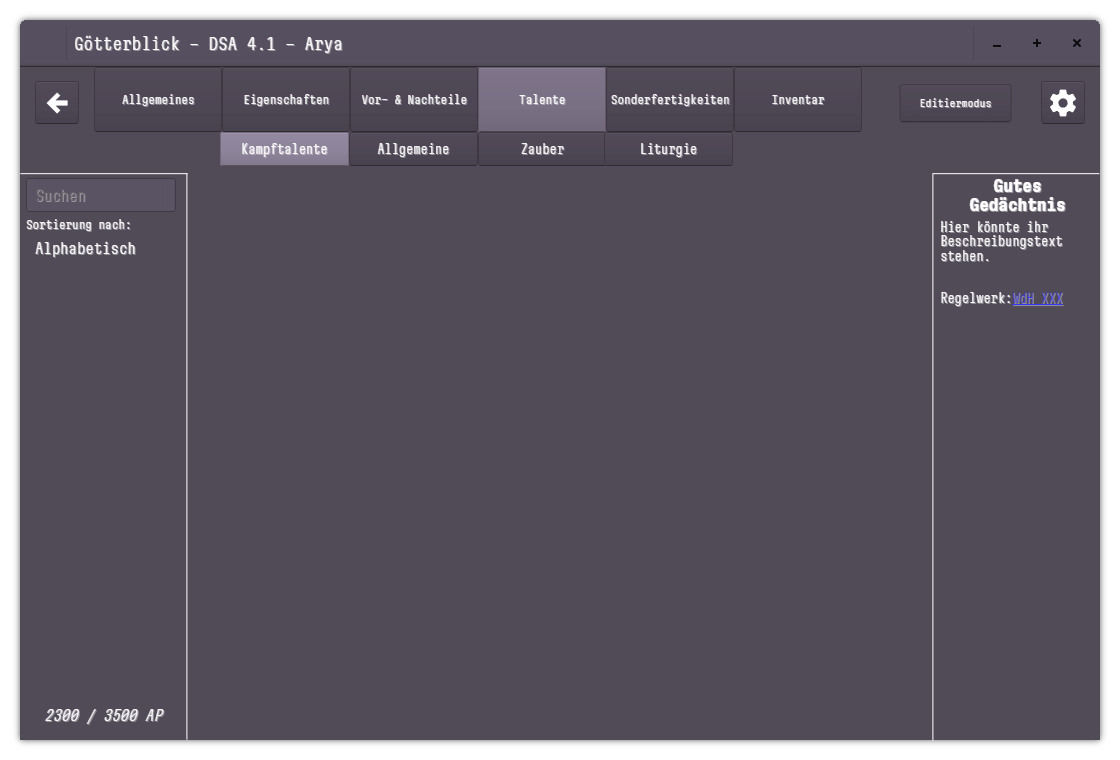 Götterblick - DSA 4.1 - Arya
Allgemeines
Eigenschaften
Vor- & Nachteile
Talente
Sonderfertigkeiten
Inventar
Editiermodus
Kampftalente
Allgemeine
Zauber
Liturgie
Suchen
Sortierung nach:
Alphabetisch
2300 / 3500 AP
Gutes
Gedächtnis
Hier könnte ihr
Beschreibungstext
stehen.
Regelwerk: WdH XXX